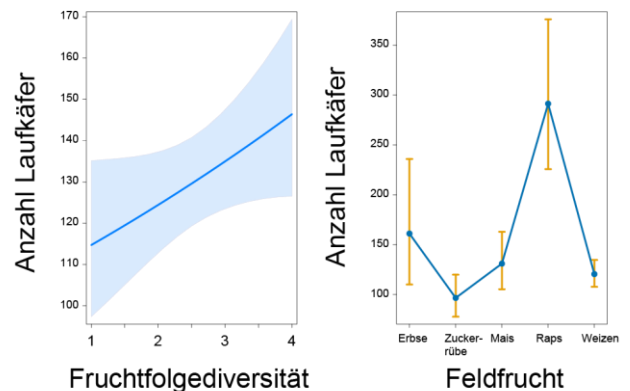 Anzahl Laufkäfer
170
160
150
140
130
120
110
100
1
2
3
4
Fruchtfolgediversität
Anzahl Laufkäfer
350
300
250
200
150
100
Erbse
Zucker-
rübe
Mais
Raps
Weizen
Feldfrucht